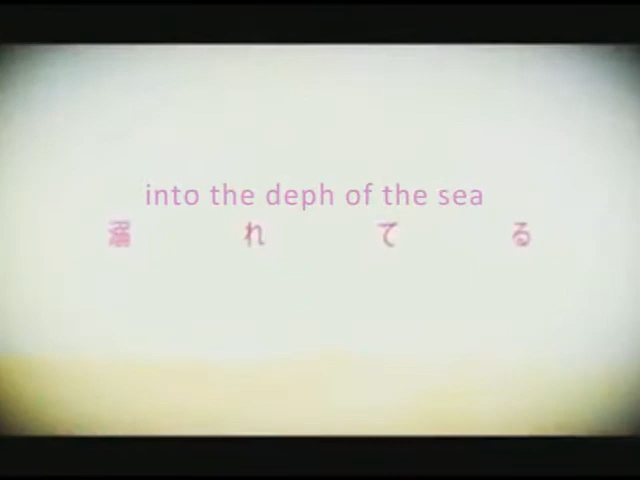 into the deph of the sea
溺れてる